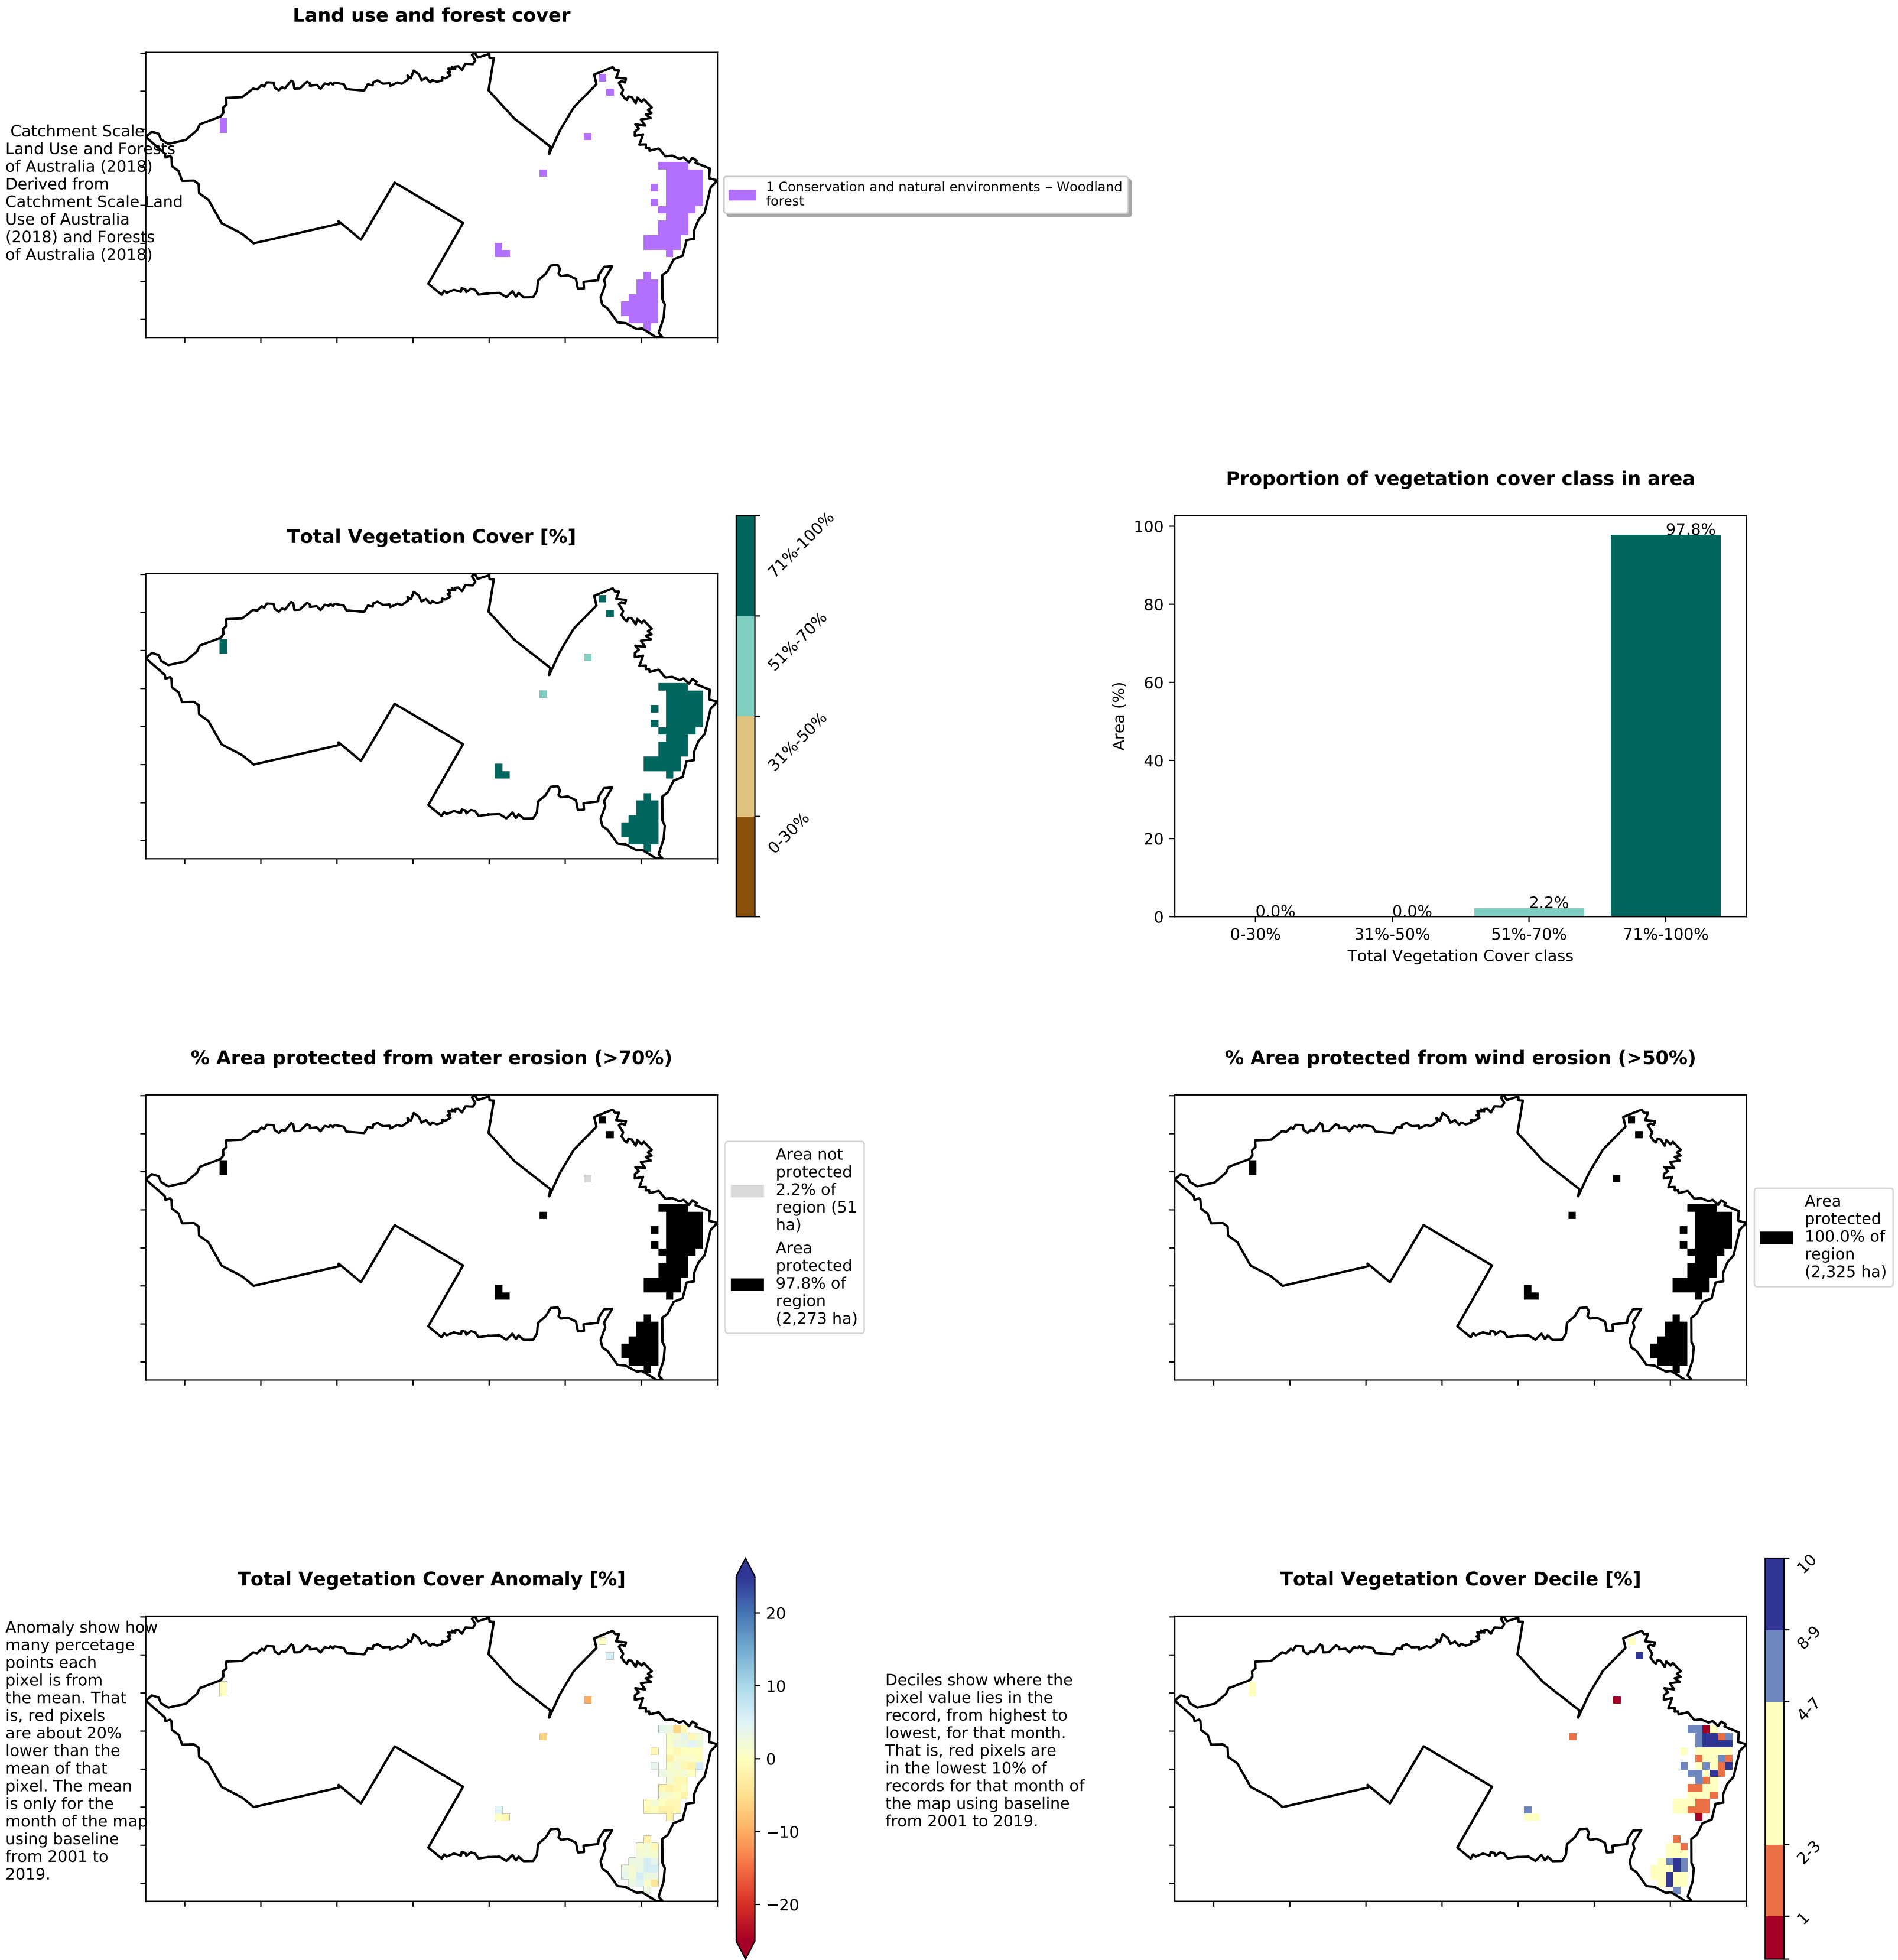 Land use and forest cover
Catchment Scale
Land Use and Forests
of Australia (2018)
Derived from
Catchment Scale Land
Use of Australia
(2018) and Forests
of Australia (2018)
1 Conservation and natural environments – Woodland
forest
Total Vegetation Cover [%]
71%-100%
51%-70%
31%-50%
0-30%
Proportion of vegetation cover class in area
100
80
60
40
20
0
Area (%)
0.0%
0.0%
2.2%
97.8%
0-30%
31%-50%
51%-70%
71%-100%
Total Vegetation Cover class
% Area protected from water erosion (>70%)
Area not
protected
2.2% of
region (51
ha)
Area
protected
97.8% of
region
(2,273 ha)
% Area protected from wind erosion (>50%)
Area
protected
100.0% of
region
(2,325 ha)
Total Vegetation Cover Anomaly [%]
Anomaly show how
many percetage
points each
pixel is from
the mean. That
is, red pixels
are about 20%
lower than the
mean of that
pixel. The mean
is only for the
month of the map
using baseline
from 2001 to
2019.
20
10
0
−10
−20
Deciles show where the
pixel value lies in the
record, from highest to
lowest, for that month.
That is, red pixels are
in the lowest 10% of
records for that month of
the map using baseline
from 2001 to 2019.
Total Vegetation Cover Decile [%]
10
8-9
4-7
2-3
1